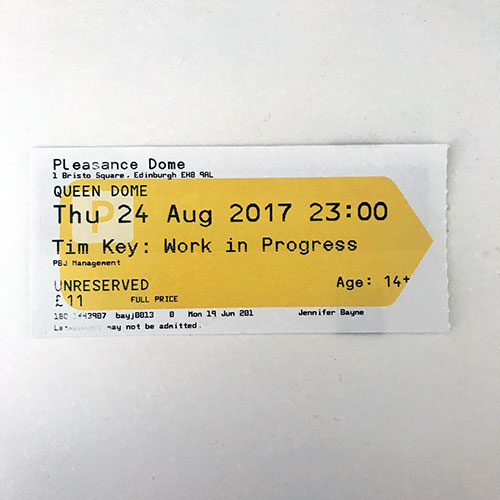 Pleasance Dome
1 Bristo Square, Edinburgh EH8 9AL
QUEEN DOME
P
Thu 24 Aug 2017 23:00
Tim Key: Work in Progress
PBJ Management
UNRESERVED Age: 14+
£11 FULL PRICE
bayj0013 0 Mon 19 Jun 201 Jennifer Bayne
may not be admitted.